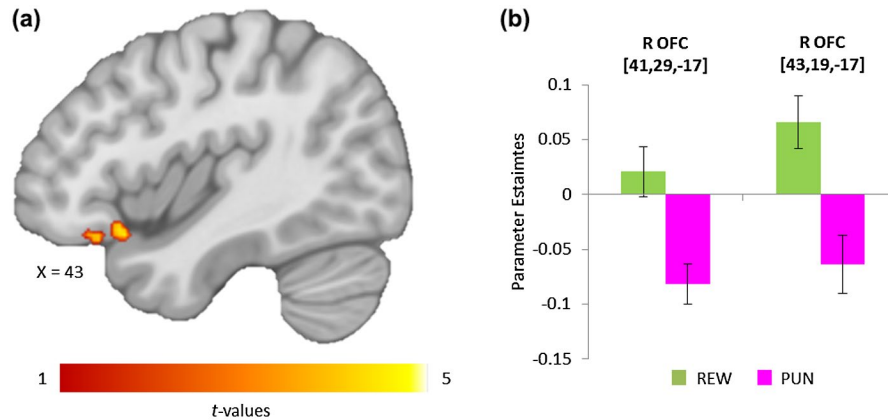 (a)
X = 43
1
5
t-values
(b)
R OFC
[41,29,-17]
R OFC
[43,19,-17]
Parameter Estaimtes
0.1
0.05
0
-0.05
-0.1
-0.15
REW
PUN